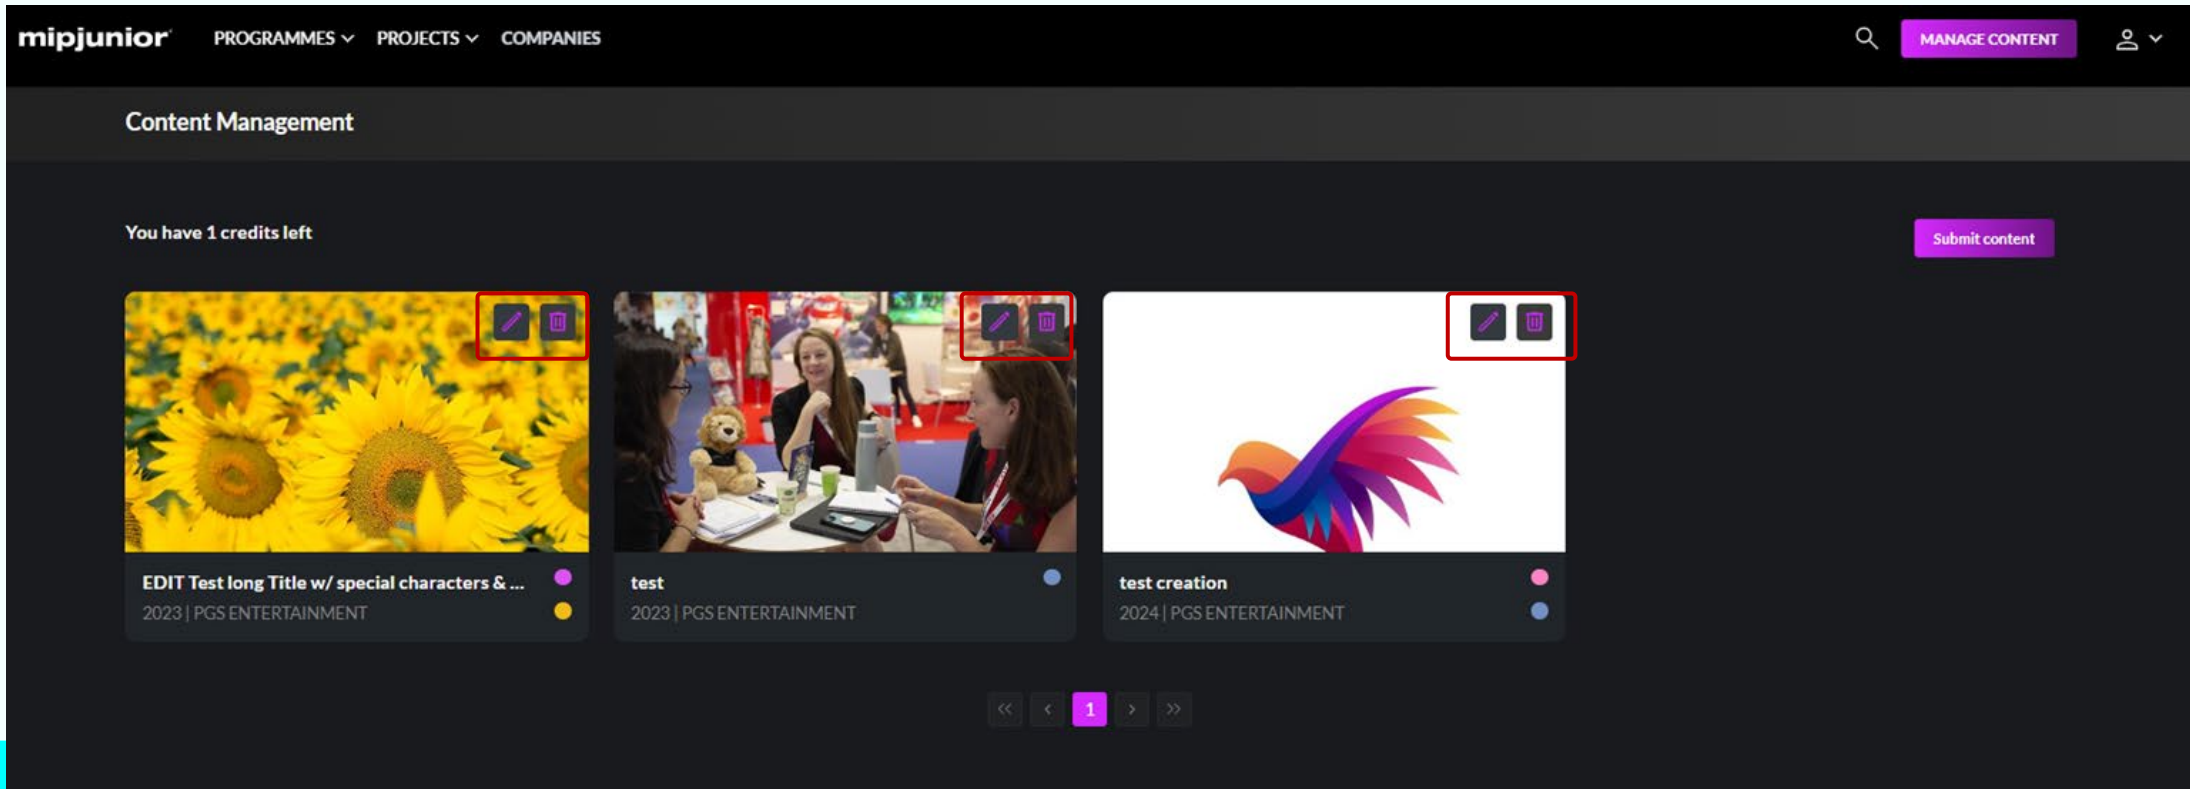 mipjunior PROGRAMMES PROJECTS COMPANIES MANAGE CONTENT
Content Management
You have 1 credits left
Submit content
EDIT Test long Title w/ special characters & ...
2023 | PGS ENTERTAINMENT
test
2023 | PGS ENTERTAINMENT
test creation
2024 | PGS ENTERTAINMENT
<< < 1 > >>